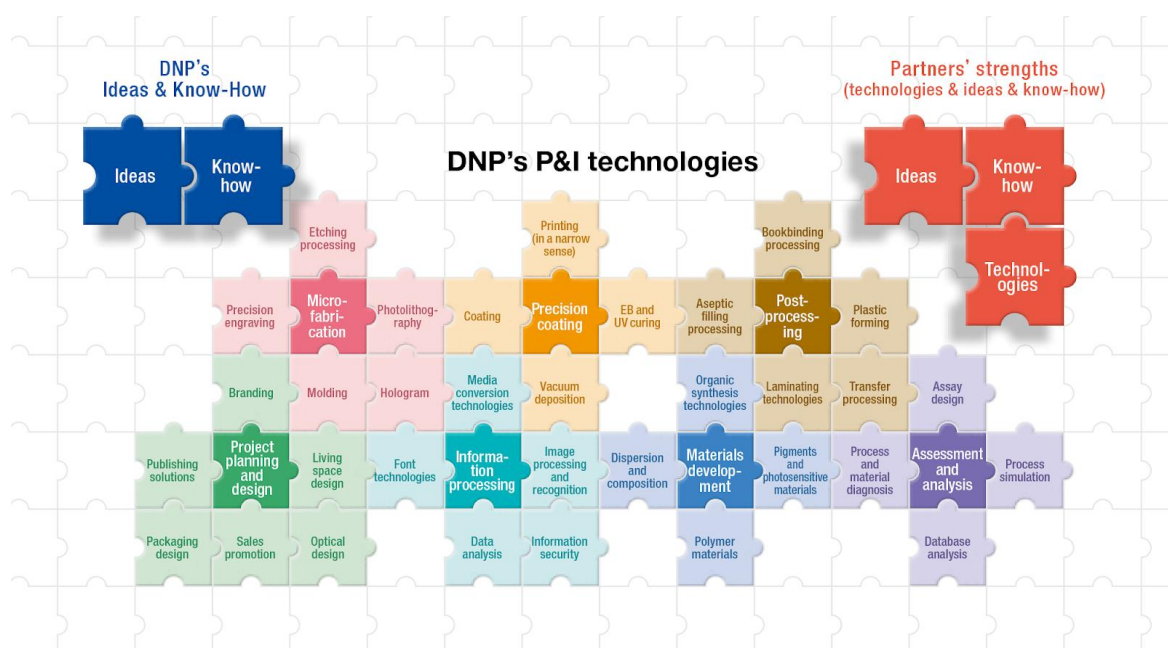 DNP's
Ideas & Know-How
Partners' strengths
(technologies & ideas & know-how)
Ideas
Know-
how
DNP's P&I technologies
Ideas
Know-
how
Technol-
ogies
Etching
processing
Printing
(in a narrow
sense)
Bookbinding
processing
Precision
engraving
Micro-
fabri-
cation
Photolithog-
raphy
Coating
Precision
coating
EB and
UV curing
Aseptic
filling
processing
Post-
process-
ing
Plastic
forming
Branding
Molding
Hologram
Media
conversion
technologies
Vacuum
deposition
Organic
synthesis
technologies
Laminating
technologies
Transfer
processing
Assay
design
Publishing
solutions
Project
planning
and
design
Living
space
design
Font
technologies
Informa-
tion
processing
Image
processing
and
recognition
Dispersion
and
composition
Materials
develop-
ment
Pigments
and
photosensitive
materials
Process
and
material
diagnosis
Assessment
and
analysis
Process
simulation
Packaging
design
Sales
promotion
Optical
design
Data
analysis
Information
security
Polymer
materials
Database
analysis